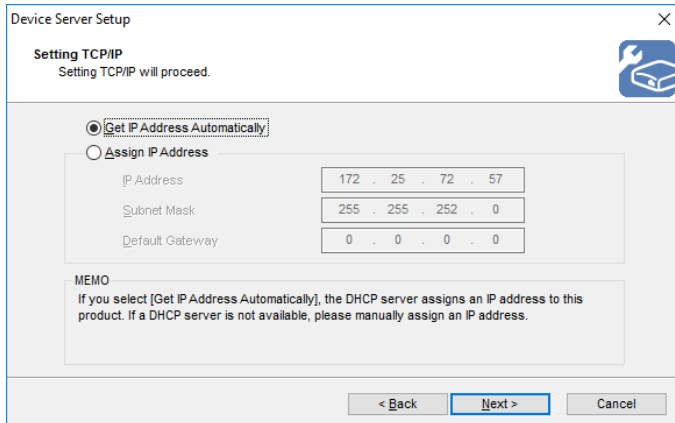 Device Server Setup
Setting TCP/IP
Setting TCP/IP will proceed.
Get IP Address Automatically
Assign IP Address
IP Address 172 . 25 . 72 . 57
Subnet Mask 255 . 255 . 252 . 0
Default Gateway 0 . 0 . 0 . 0
MEMO
If you select [Get IP Address Automatically], the DHCP server assigns an IP address to this
product. If a DHCP server is not available, please manually assign an IP address.
< Back Next > Cancel